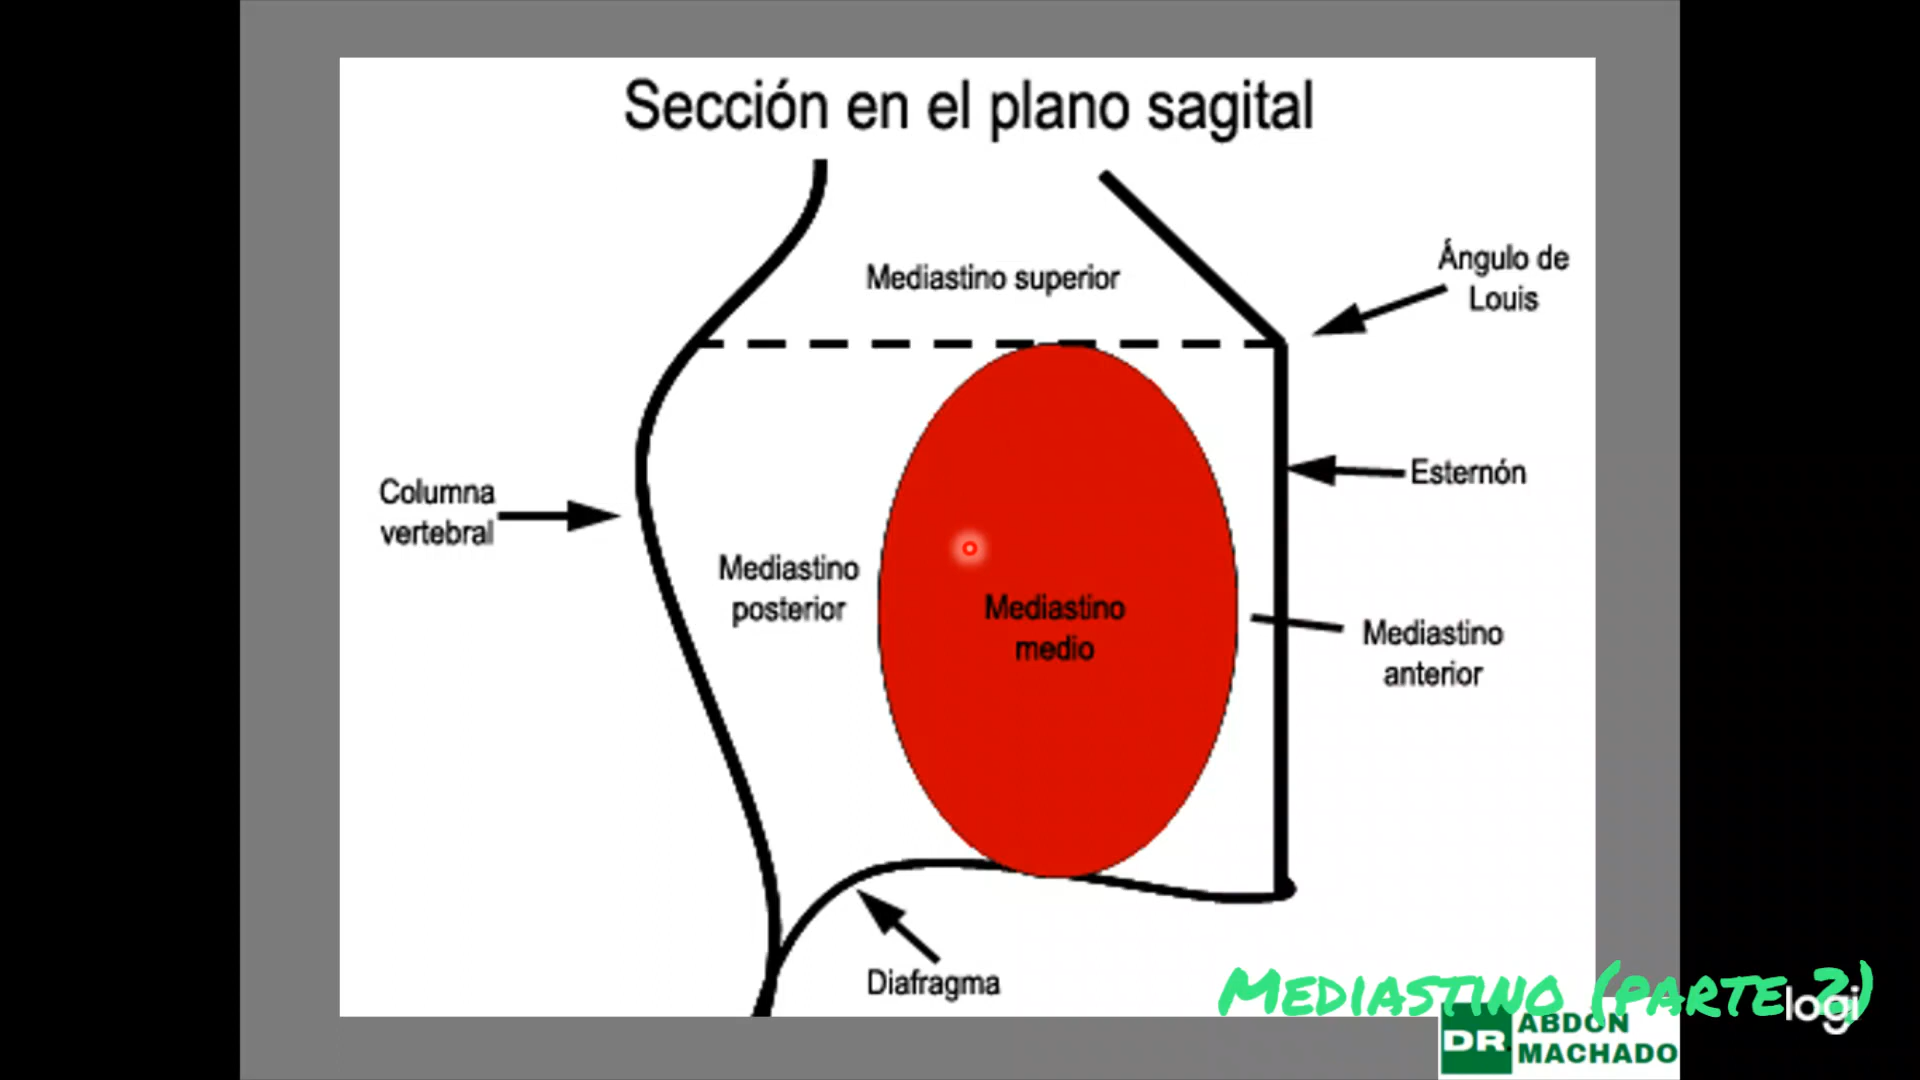 Sección en el plano sagital
Mediastino superior
Ángulo de
Louis
Columna
vertebral
Esternón
Mediastino
posterior
Mediastino
medio
Mediastino
anterior
Diafragma
Mediastino (parte 2)
logi
DR.
ABDÓN
MACHADO